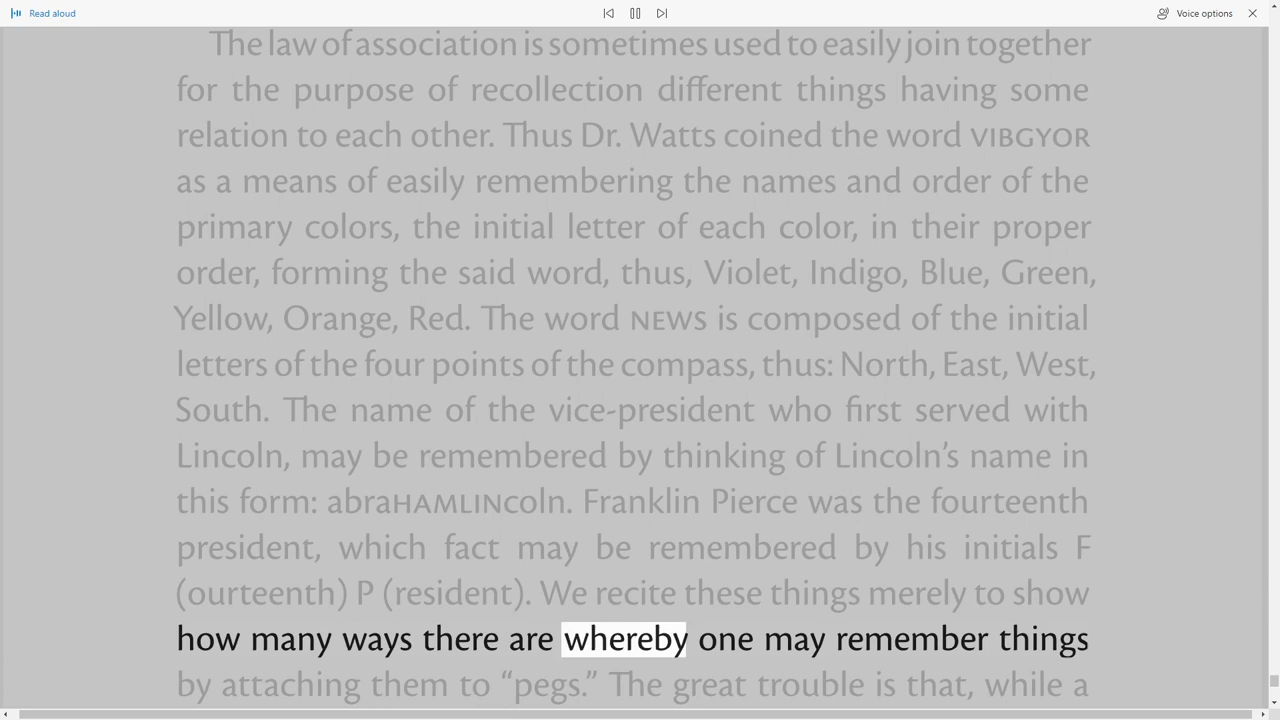 Read aloud
Voice options
The law of association is sometimes used to easily join together
for the purpose of recollection different things having some
relation to each other. Thus Dr. Watts coined the word VIBGYOR
as a means of easily remembering the names and order of the
primary colors, the initial letter of each color, in their proper
order, forming the said word, thus, Violet, Indigo, Blue, Green,
Yellow, Orange, Red. The word NEWS is composed of the initial
letters of the four points of the compass, thus: North, East, West,
South. The name of the vice-president who first served with
Lincoln, may be remembered by thinking of Lincoln’s name in
this form: abraHAMLINcoln. Franklin Pierce was the fourteenth
president, which fact may be remembered by his initials F
(ourteenth) P (resident). We recite these things merely to show
how many ways there are whereby one may remember things
by attaching them to “pegs.” The great trouble is that, while a